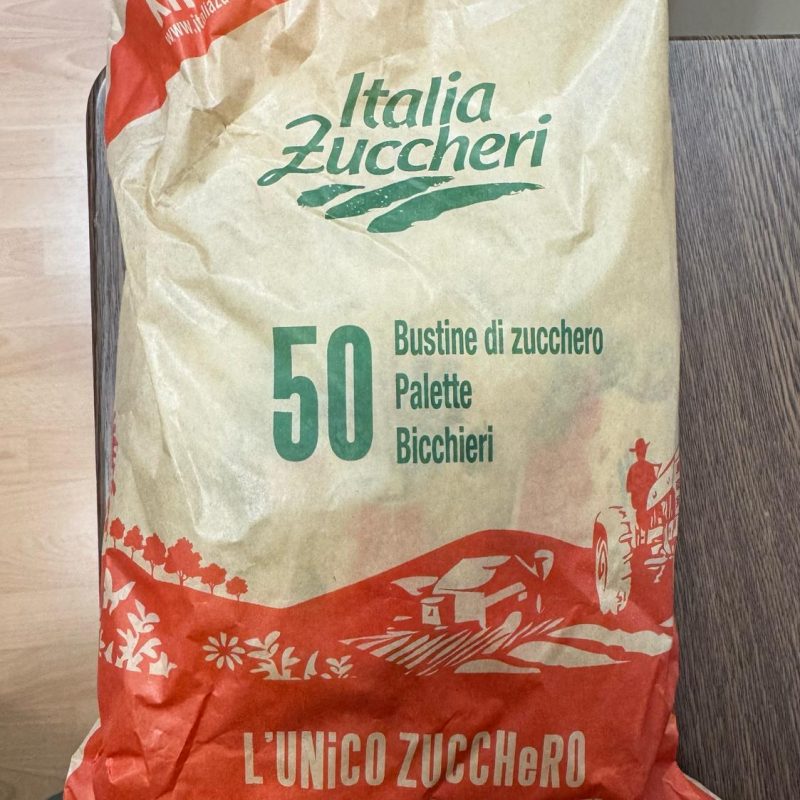 Italia
Zuccheri
50
Bustine di zucchero
Palette
Bicchieri
L'UNiCO ZUCCHeRO